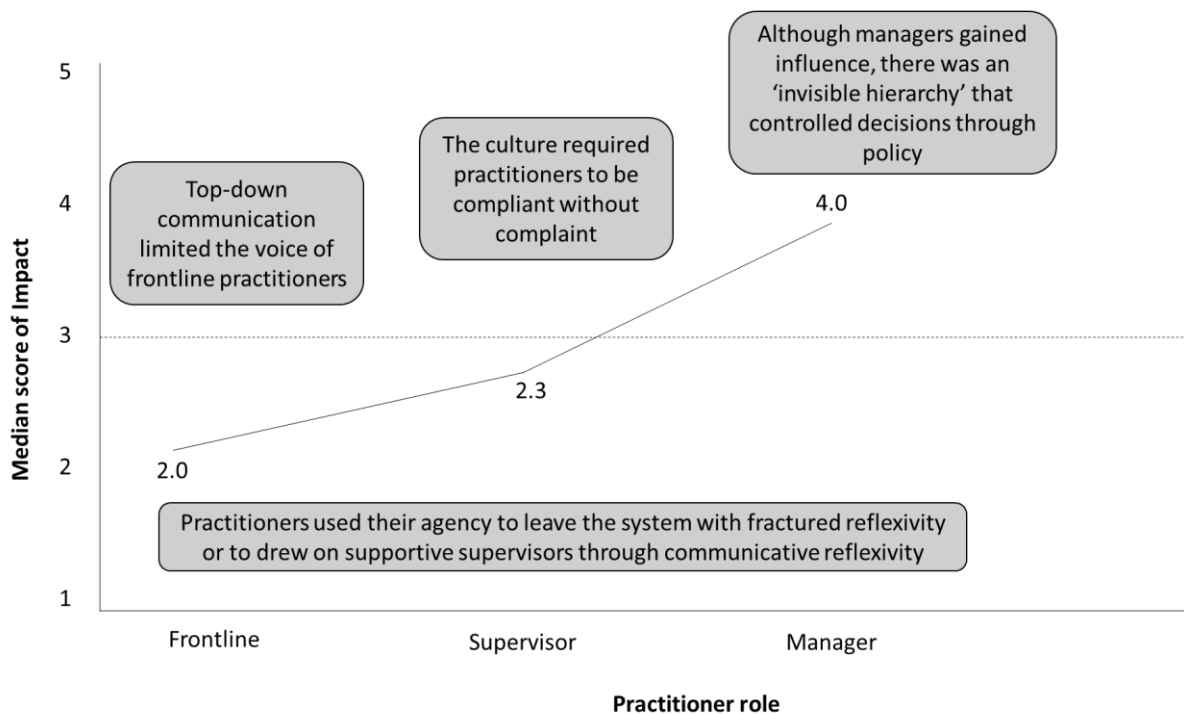 Although managers gained
influence, there was an
‘invisible hierarchy’ that
controlled decisions through
policy
The culture required
practitioners to be
compliant without
complaint
Top-down
communication
limited the voice of
frontline practitioners
5
4
3
2
1
Median score of Impact
4.0
2.3
2.0
Practitioners used their agency to leave the system with fractured reflexivity
or to drew on supportive supervisors through communicative reflexivity
Frontline
Supervisor
Manager
Practitioner role